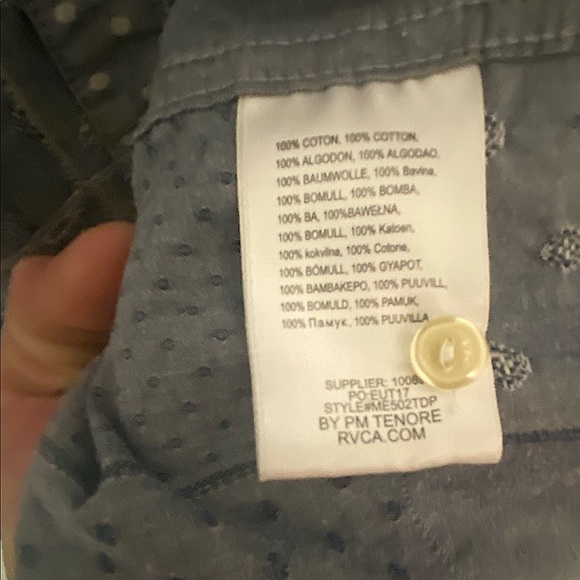 100% COTON, 100% COTTON,
100% ALGODON, 100% ALGODAO,
100% BAUMWOLLE, 100% Bavina,
100% BOMULL, 100% BOMBA,
100% BA, 100%BAWEŁNA,
100% BOMULL, 100% Katoen,
100% kokvilna, 100% Cotone,
100% BÓMULL, 100% GYAPOT,
100% BAMBAKEPO, 100% PUUVILL,
100% BOMULD, 100% PAMUK,
100% Памук, 100% PUUVILLA
SUPPLIER:
PO:EUT17
STYLE#ME502TDP
BY PM TENORE
RVCA.COM